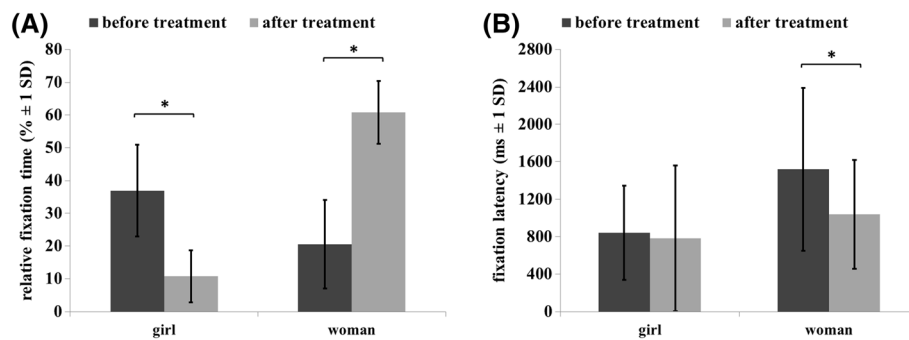 (A)
before treatment after treatment
relative fixation time (% ± 1 SD)
80
70
60
50
40
30
20
10
0
*
*
girl woman
(B)
before treatment after treatment
fixation latency (ms ± 1 SD)
2800
2400
2000
1600
1200
800
400
0
*
girl woman